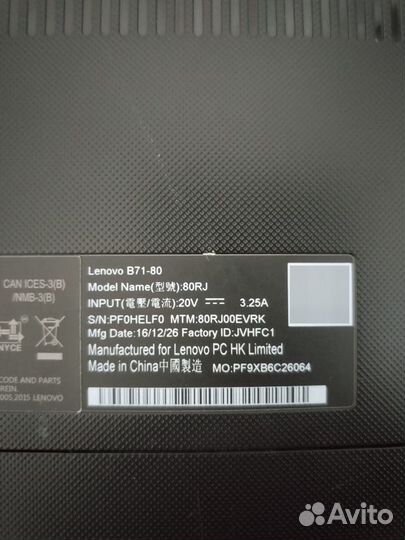 CAN ICES-3(B)
/NMB-3(B)
NYCE
CODE AND PARTS
EREIN.
005,2015 LENOVO
Lenovo B71-80
Model Name(型號):80RJ
INPUT(電壓/電流):20V ⎓ 3.25A
S/N:PF0HELF0 MTM:80RJ00EVRK
Mfg Date:16/12/26 Factory ID:JVHFC1
Manufactured for Lenovo PC HK Limited
Made in China中國製造 MO:PF9XB6C26064
Avito